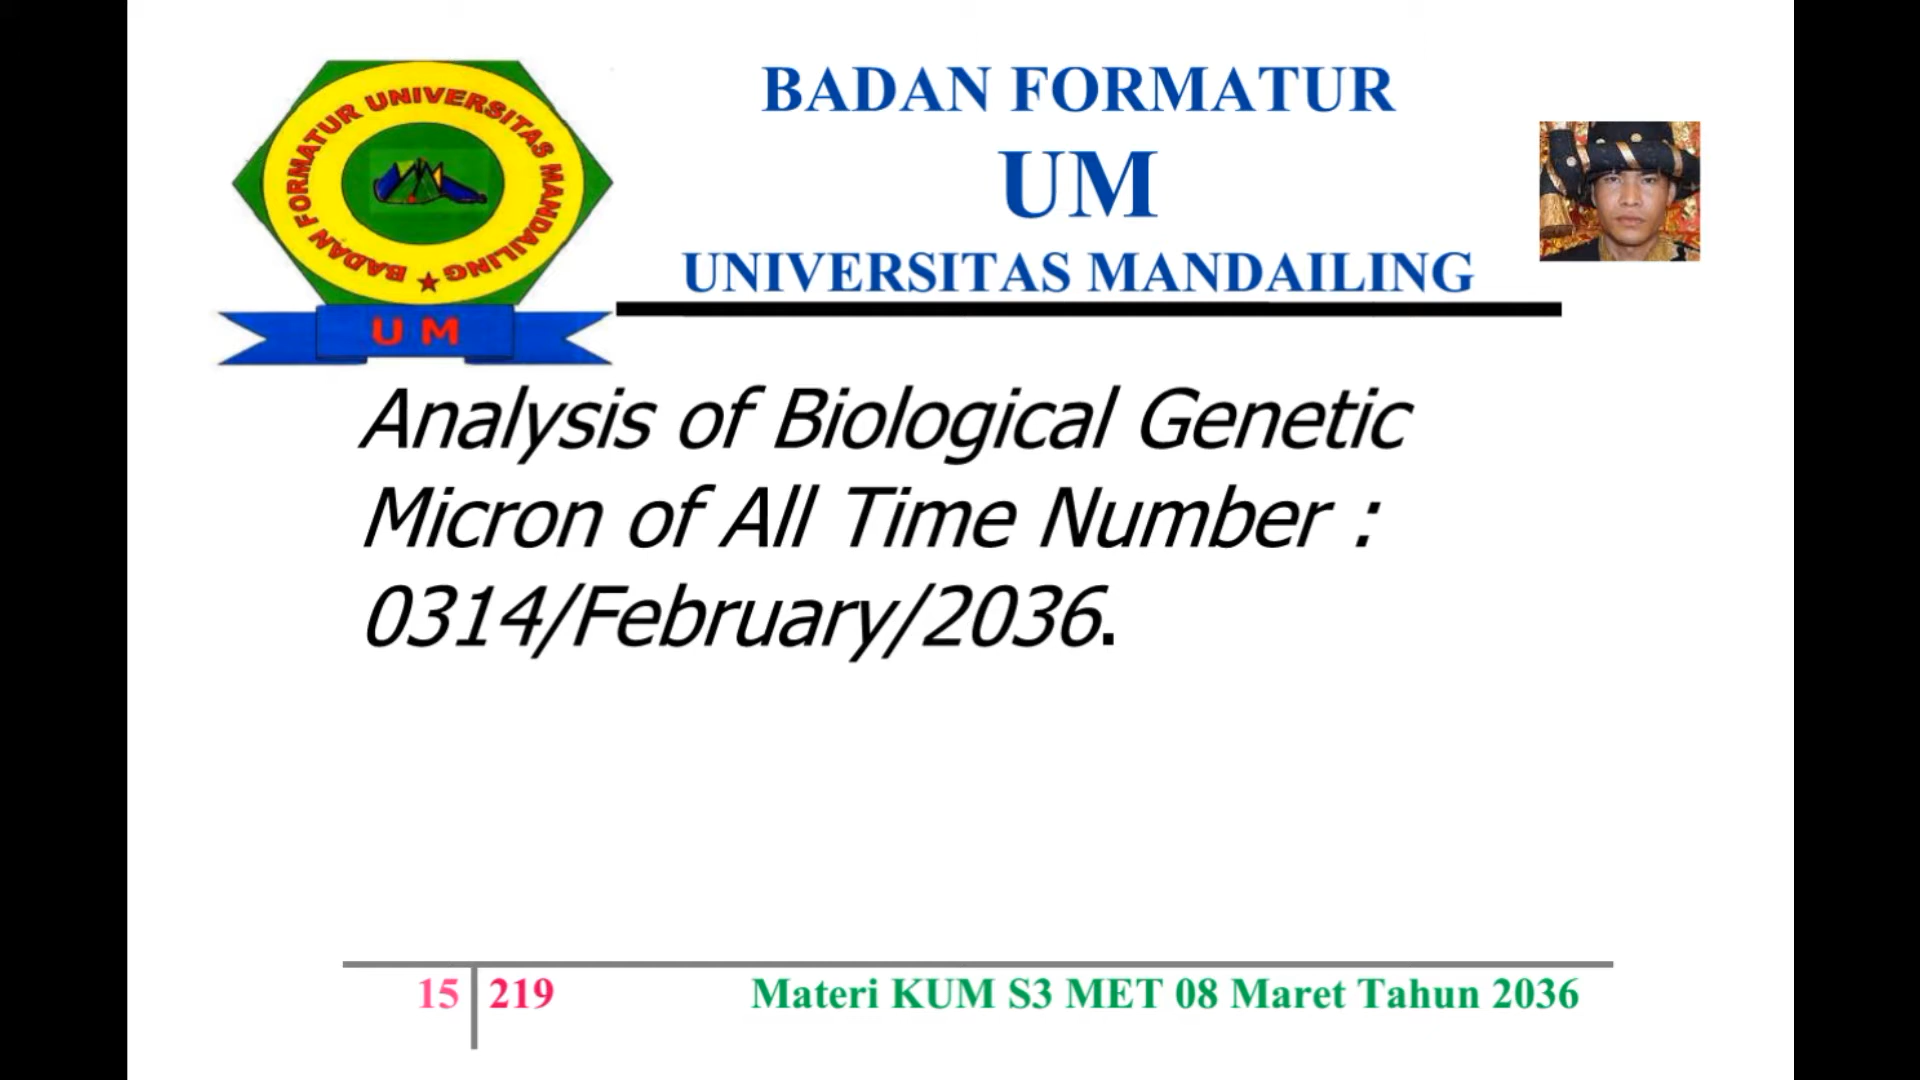 BADAN FORMATUR UNIVERSITAS MANDAILING
U M
BADAN FORMATUR
UM
UNIVERSITAS MANDAILING
Analysis of Biological Genetic
Micron of All Time Number :
0314/February/2036.
15 219
Materi KUM S3 MET 08 Maret Tahun 2036